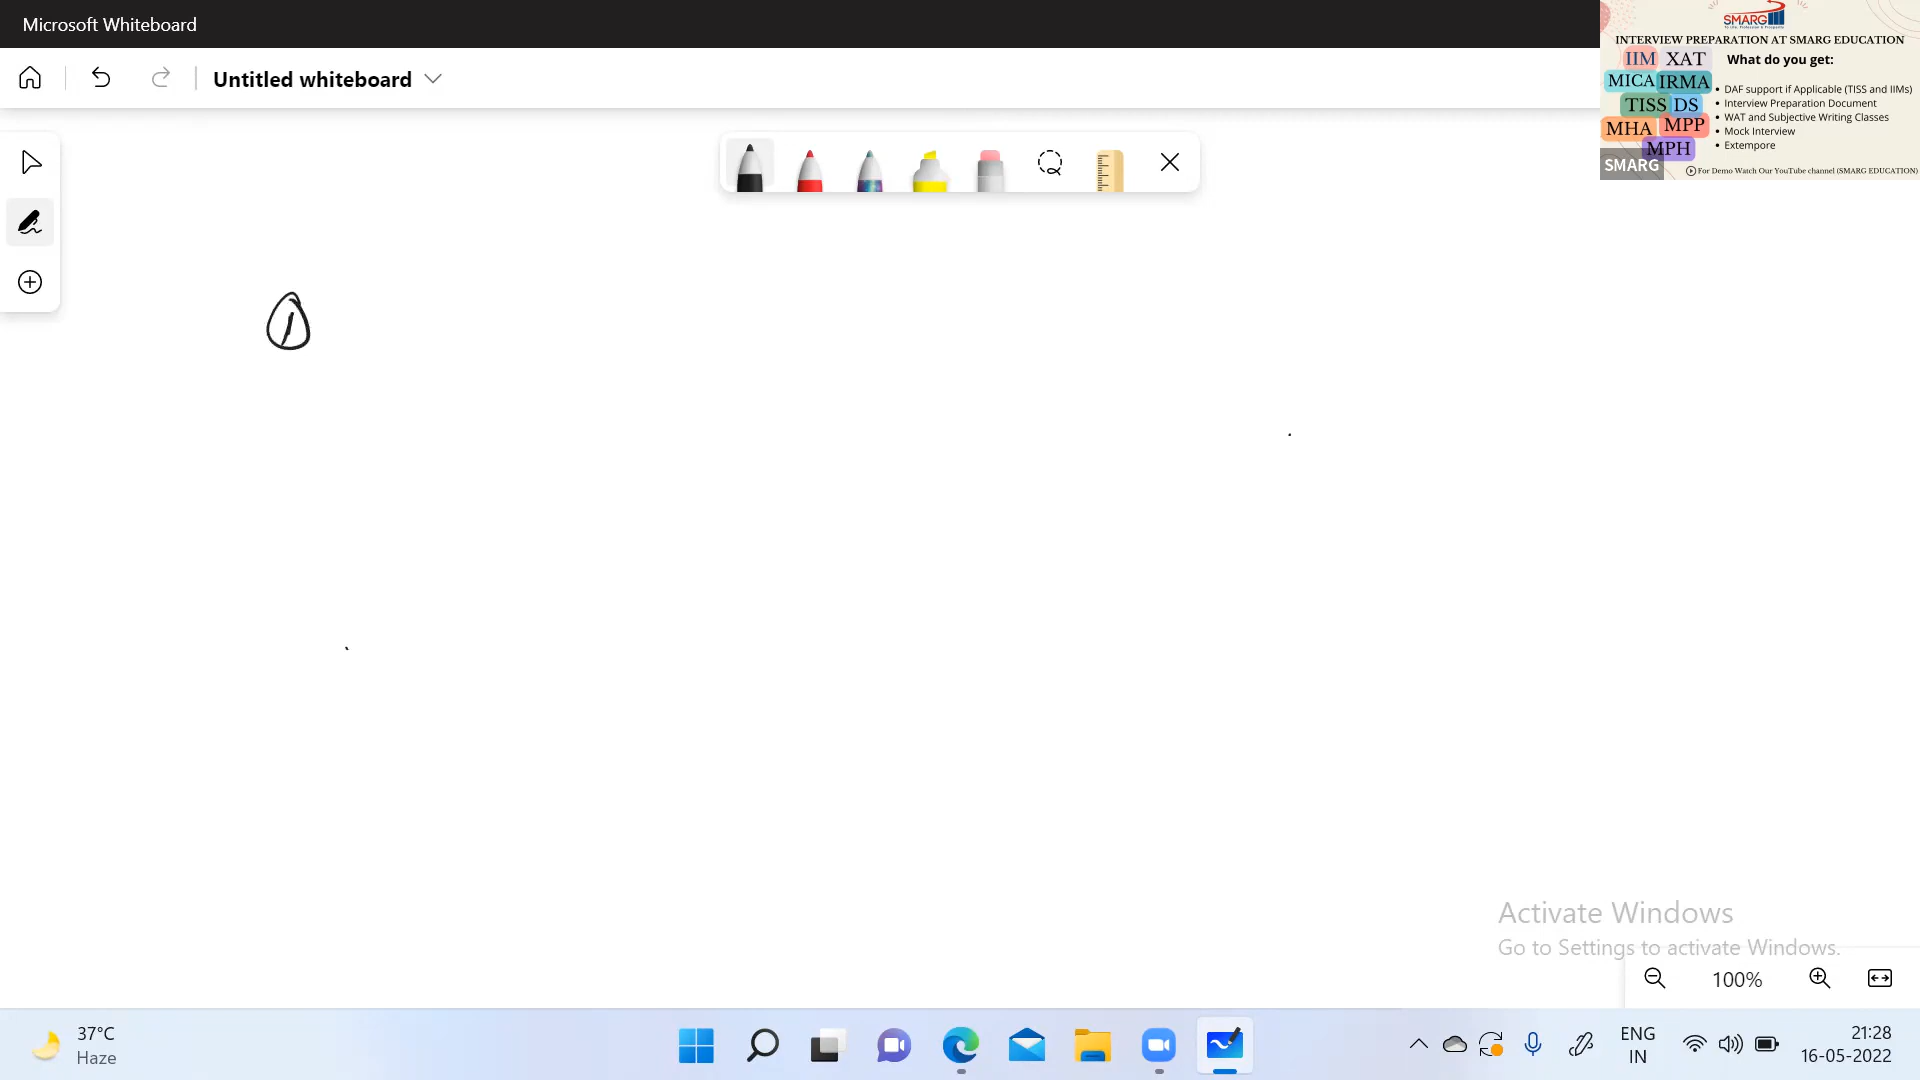 Microsoft Whiteboard
Untitled whiteboard
SMARG
INTERVIEW PREPARATION AT SMARG EDUCATION
IIM XAT
MICA IRMA
TISS DS
MHA MPP
MPH
What do you get:
• DAF support if Applicable (TISS and IIMs)
• Interview Preparation Document
• WAT and Subjective Writing Classes
• Mock Interview
• Extempore
SMARG
For Demo Watch Our YouTube channel (SMARG EDUCATION)
1
Activate Windows
Go to Settings to activate Windows.
100%
37°C
Haze
ENG
IN
21:28
16-05-2022